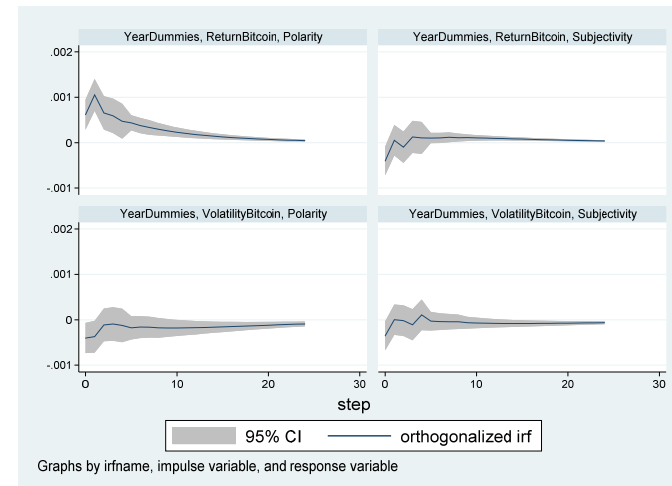 YearDummies, ReturnBitcoin, Polarity
YearDummies, ReturnBitcoin, Subjectivity
.002
.001
0
-.001
YearDummies, VolatilityBitcoin, Polarity
YearDummies, VolatilityBitcoin, Subjectivity
.002
.001
0
-.001
0 10 20 30 0 10 20 30
step
95% CI orthogonalized irf
Graphs by irfname, impulse variable, and response variable